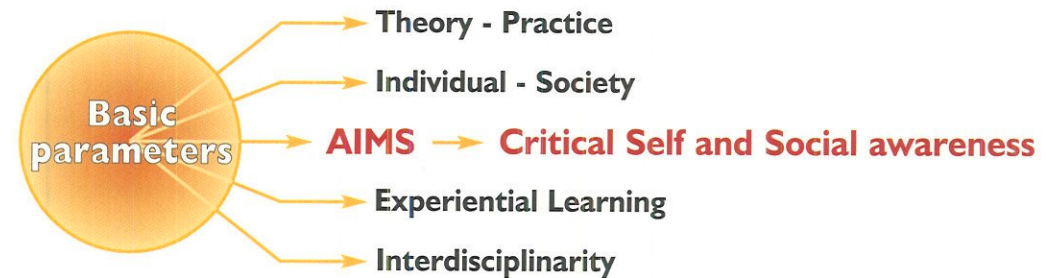 Theory - Practice
Individual - Society
Basic
parameters
AIMS Critical Self and Social awareness
Experiential Learning
Interdisciplinarity